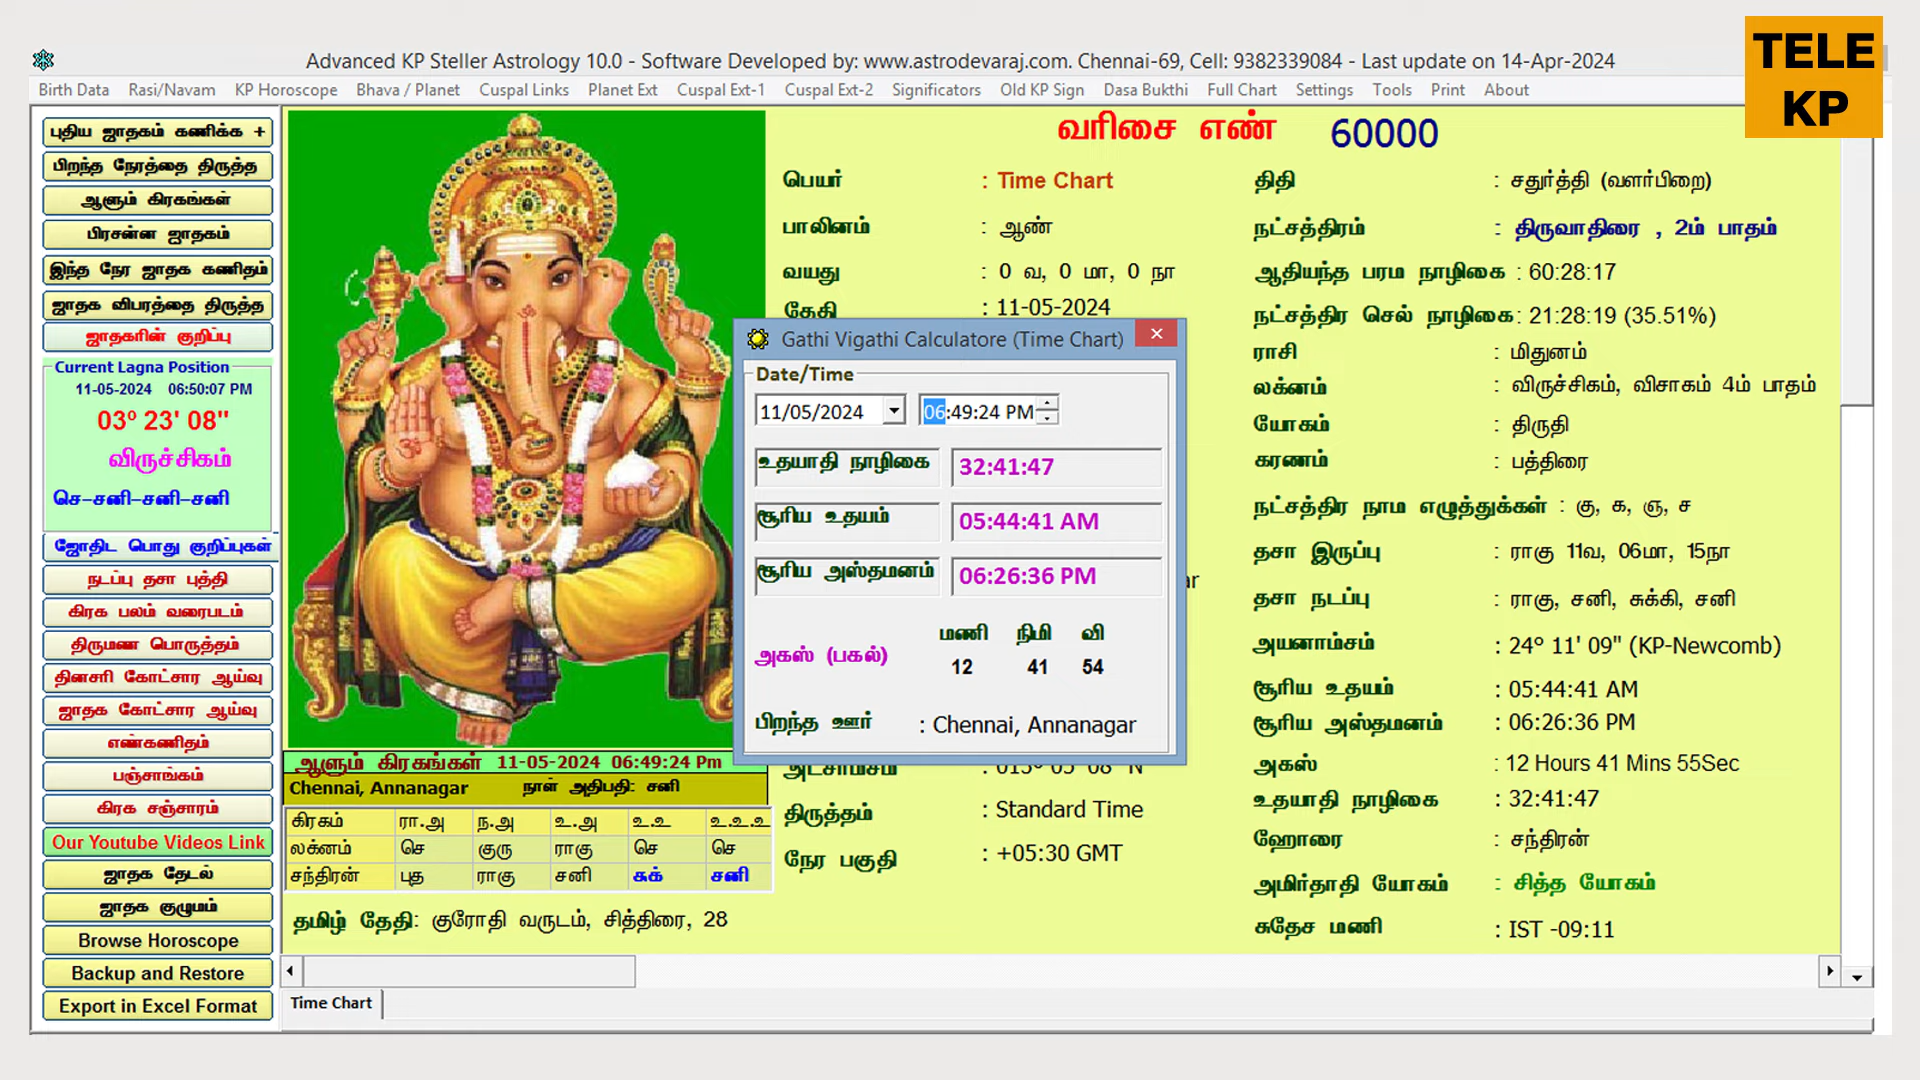 TELE
KP
Advanced KP Steller Astrology 10.0 - Software Developed by: www.astrodevaraj.com. Chennai-69, Cell: 9382339084 - Last update on 14-Apr-2024
Birth Data Rasi/Navam KP Horoscope Bhava / Planet Cuspal Links Planet Ext Cuspal Ext-1 Cuspal Ext-2 Significators Old KP Sign Dasa Bukthi Full Chart Settings Tools Print About
புதிய ஜாதகம் கணிக்க +
பிறந்த நேரத்தை திருத்த
ஆளும் கிரகங்கள்
பிரசன்ன ஜாதகம்
இந்த நேர ஜாதக கணிதம்
ஜாதக விபரத்தை திருத்த
ஜாதகரின் குறிப்பு
Current Lagna Position
11-05-2024 06:50:07 PM
03º 23' 08"
விருச்சிகம்
செ-சனி-சனி-சனி
ஜோதிட பொது குறிப்புகள்
நடப்பு தசா புத்தி
கிரக பலம் வரைபடம்
திருமண பொருத்தம்
தினசரி கோட்சார ஆய்வு
ஜாதக கோட்சார ஆய்வு
எண்கணிதம்
பஞ்சாங்கம்
கிரக சஞ்சாரம்
Our Youtube Videos Link
ஜாதக தேடல்
ஜாதக குழுமம்
Browse Horoscope
Backup and Restore
Export in Excel Format
வரிசை எண் 60000
பெயர் : Time Chart
பாலினம் : ஆண்
வயது : 0 வ, 0 மா, 0 நா
தேதி : 11-05-2024
Gathi Vigathi Calculatore (Time Chart)
Date/Time
11/05/2024 06:49:24 PM
உதயாதி நாழிகை 32:41:47
சூரிய உதயம் 05:44:41 AM
சூரிய அஸ்தமனம் 06:26:36 PM
மணி நிமி வி
அகஸ் (பகல்) 12 41 54
பிறந்த ஊர் : Chennai, Annanagar
ar
அட்சாம்சம் : 013º 05' 08" N
திருத்தம் : Standard Time
நேர பகுதி : +05:30 GMT
திதி : சதுர்த்தி (வளர்பிறை)
நட்சத்திரம் : திருவாதிரை , 2ம் பாதம்
ஆதியந்த பரம நாழிகை : 60:28:17
நட்சத்திர செல் நாழிகை: 21:28:19 (35.51%)
ராசி : மிதுனம்
லக்னம் : விருச்சிகம், விசாகம் 4ம் பாதம்
யோகம் : திருதி
கரணம் : பத்திரை
நட்சத்திர நாம எழுத்துக்கள் : கு, க, ஞ, ச
தசா இருப்பு : ராகு 11வ, 06மா, 15நா
தசா நடப்பு : ராகு, சனி, சுக்கி, சனி
அயனாம்சம் : 24º 11' 09" (KP-Newcomb)
சூரிய உதயம் : 05:44:41 AM
சூரிய அஸ்தமனம் : 06:26:36 PM
அகஸ் : 12 Hours 41 Mins 55Sec
உதயாதி நாழிகை : 32:41:47
ஹோரை : சந்திரன்
அமிர்தாதி யோகம் : சித்த யோகம்
சுதேச மணி : IST -09:11
ஆளும் கிரகங்கள் 11-05-2024 06:49:24 Pm
Chennai, Annanagar நாள் அதிபதி: சனி
கிரகம் ரா.அ ந.அ உ.அ உ.உ உ.உ.உ
லக்னம் செ குரு ராகு செ செ
சந்திரன் புத ராகு சனி சுக் சனி
தமிழ் தேதி: குரோதி வருடம், சித்திரை, 28
Time Chart